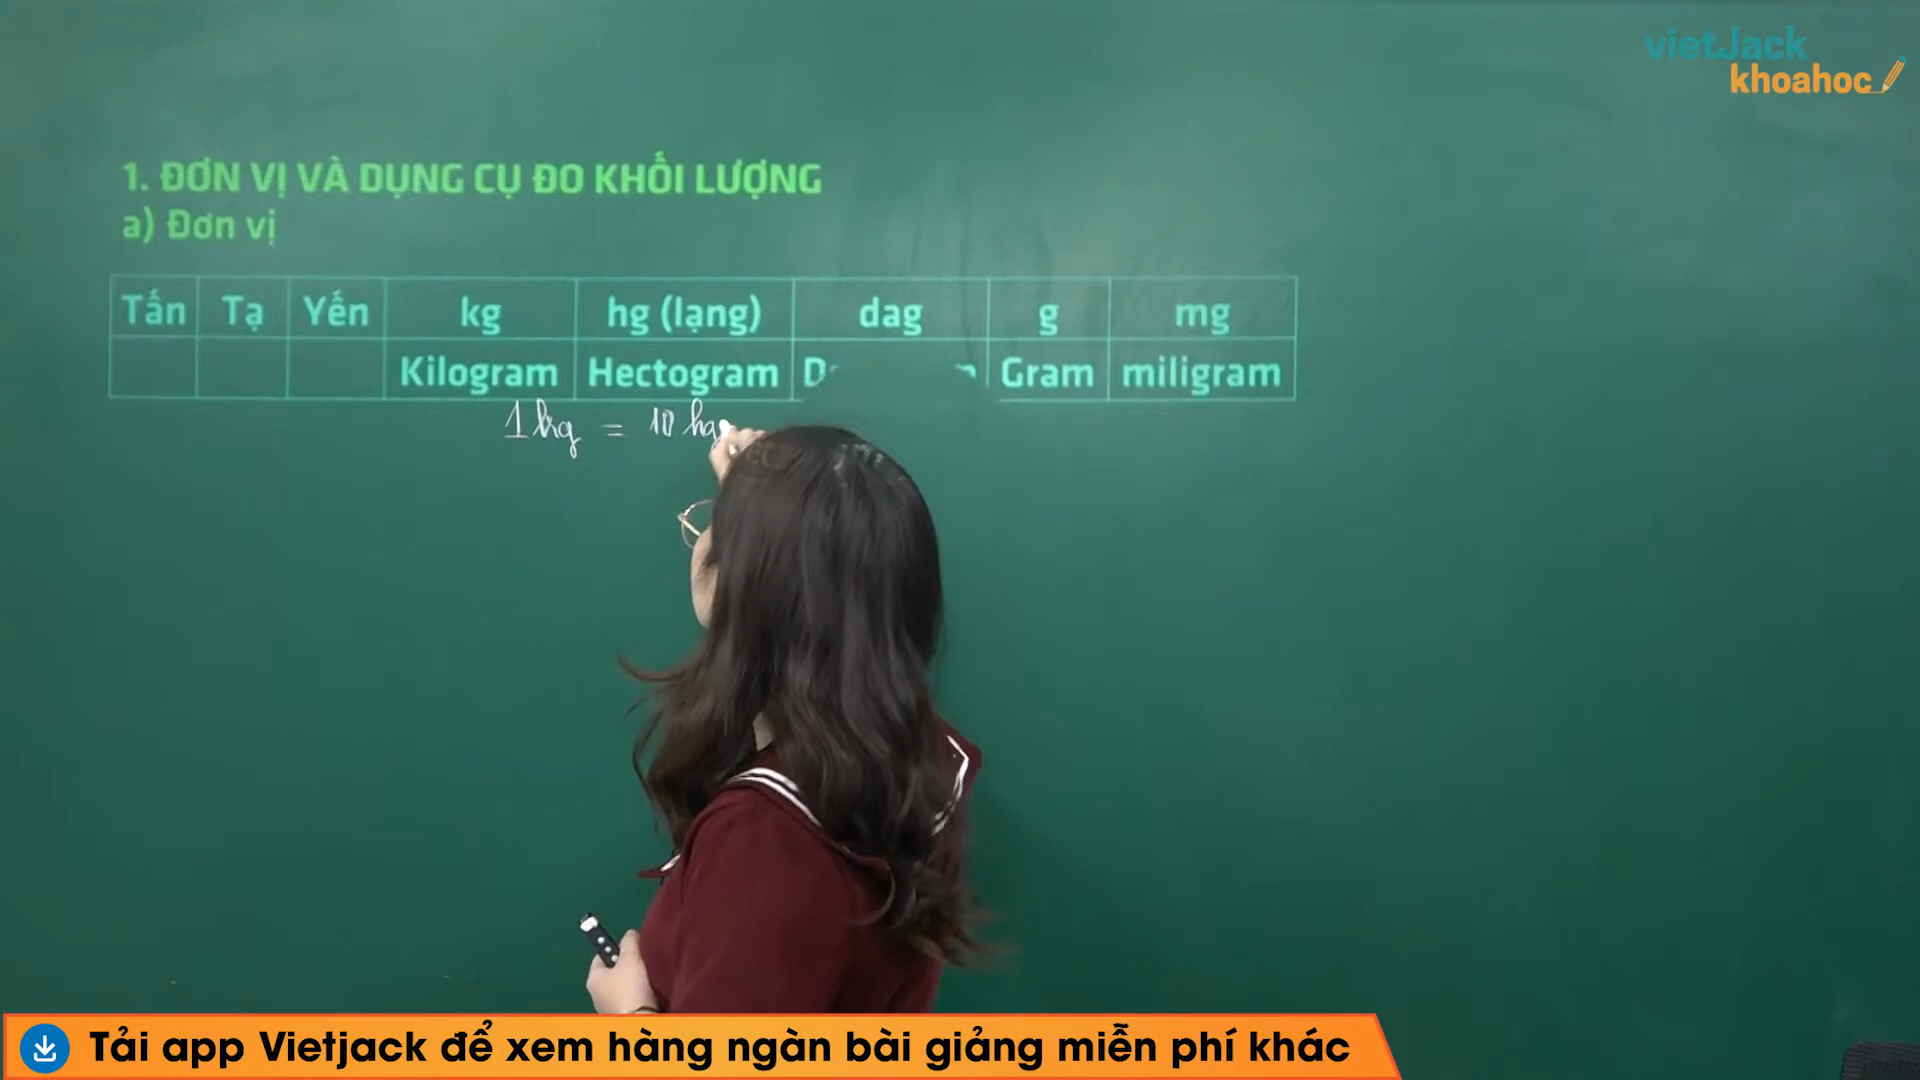 vietJack
khoahoc
1. ĐƠN VỊ VÀ DỤNG CỤ ĐO KHỐI LƯỢNG
a) Đơn vị
Tấn Tạ Yến kg hg (lạng) dag g mg
Kilogram Hectogram Gram miligram
1 kg = 10 hg
Tải app Vietjack để xem hàng ngàn bài giảng miễn phí khác